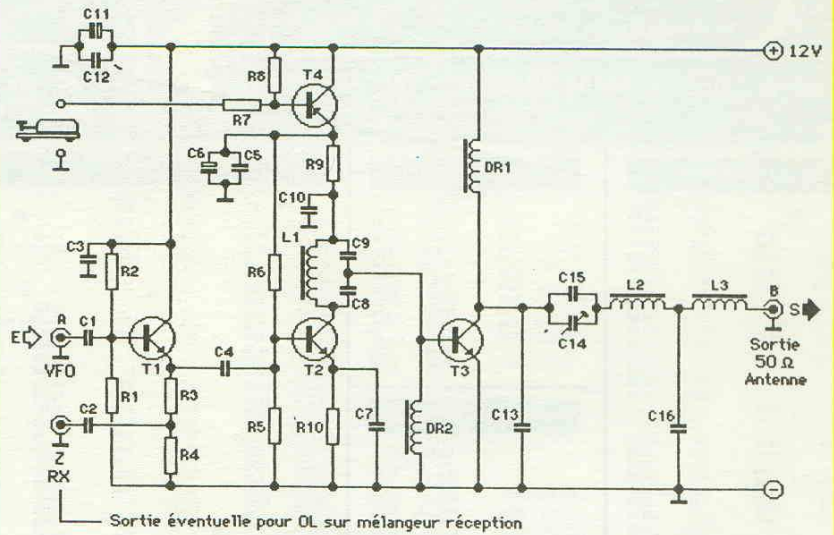 C11
C12
12V
R8
T4
R7
C6
C5
R9
DR1
C10
L1
C9
C3
R2
R6
C8
C15
L2
L3
B
E
A
C1
S
C14
VFO
T1
C4
T2
T3
Sortie
50 Ω
Antenne
R1
R3
C2
R4
R5
R10
C7
DR2
C13
C16
Z
RX
Sortie éventuelle pour OL sur mélangeur réception